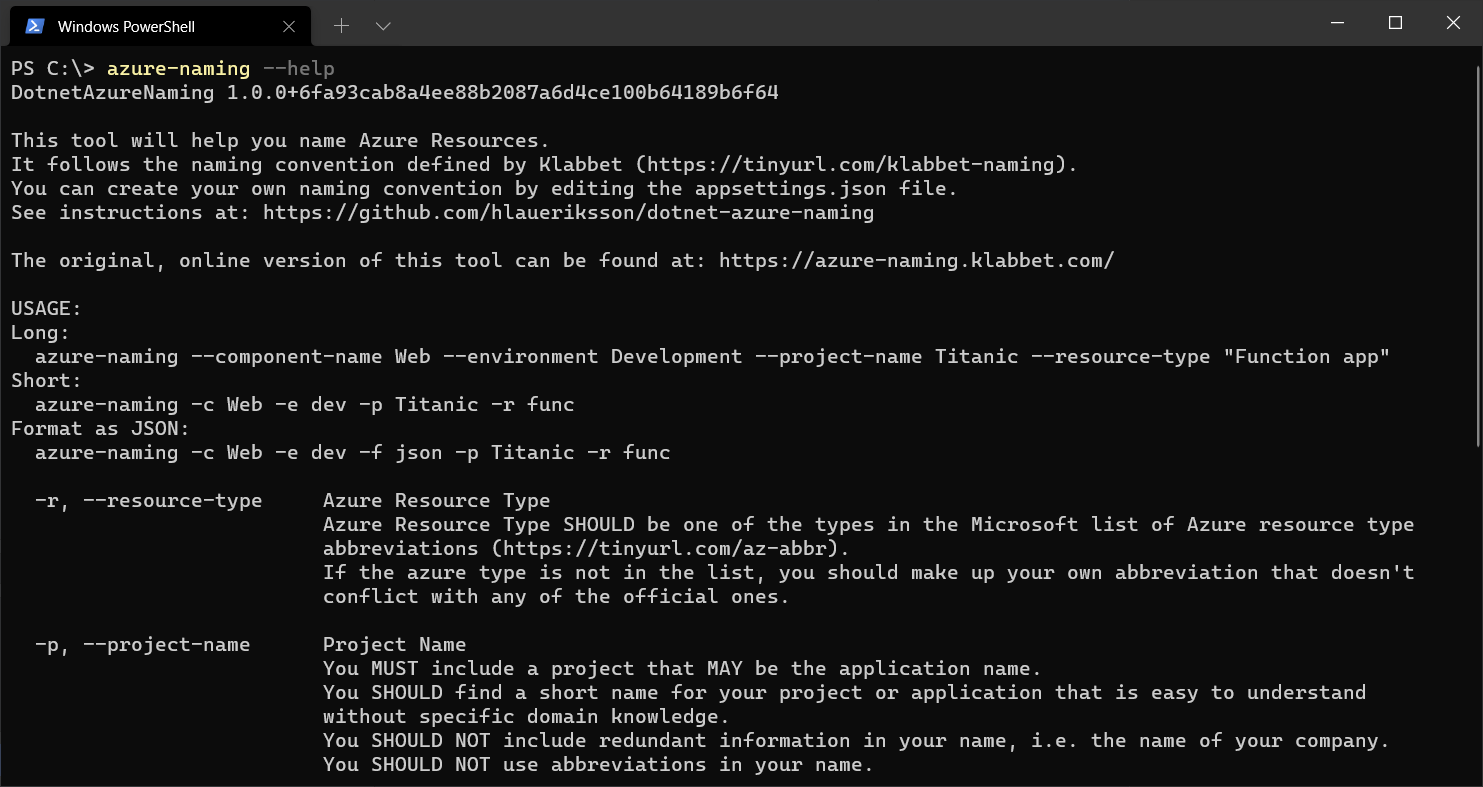 Windows PowerShell
PS C:\> azure-naming --help
DotnetAzureNaming 1.0.0+6fa93cab8a4ee88b2087a6d4ce100b64189b6f64
This tool will help you name Azure Resources.
It follows the naming convention defined by Klabbet (https://tinyurl.com/klabbet-naming).
You can create your own naming convention by editing the appsettings.json file.
See instructions at: https://github.com/hlaueriksson/dotnet-azure-naming
The original, online version of this tool can be found at: https://azure-naming.klabbet.com/
USAGE:
Long:
  azure-naming --component-name Web --environment Development --project-name Titanic --resource-type "Function app"
Short:
  azure-naming -c Web -e dev -p Titanic -r func
Format as JSON:
  azure-naming -c Web -e dev -f json -p Titanic -r func
  -r, --resource-type     Azure Resource Type
                          Azure Resource Type SHOULD be one of the types in the Microsoft list of Azure resource type
                          abbreviations (https://tinyurl.com/az-abbr).
                          If the azure type is not in the list, you should make up your own abbreviation that doesn't
                          conflict with any of the official ones.
  -p, --project-name      Project Name
                          You MUST include a project that MAY be the application name.
                          You SHOULD find a short name for your project or application that is easy to understand
                          without specific domain knowledge.
                          You SHOULD NOT include redundant information in your name, i.e. the name of your company.
                          You SHOULD NOT use abbreviations in your name.